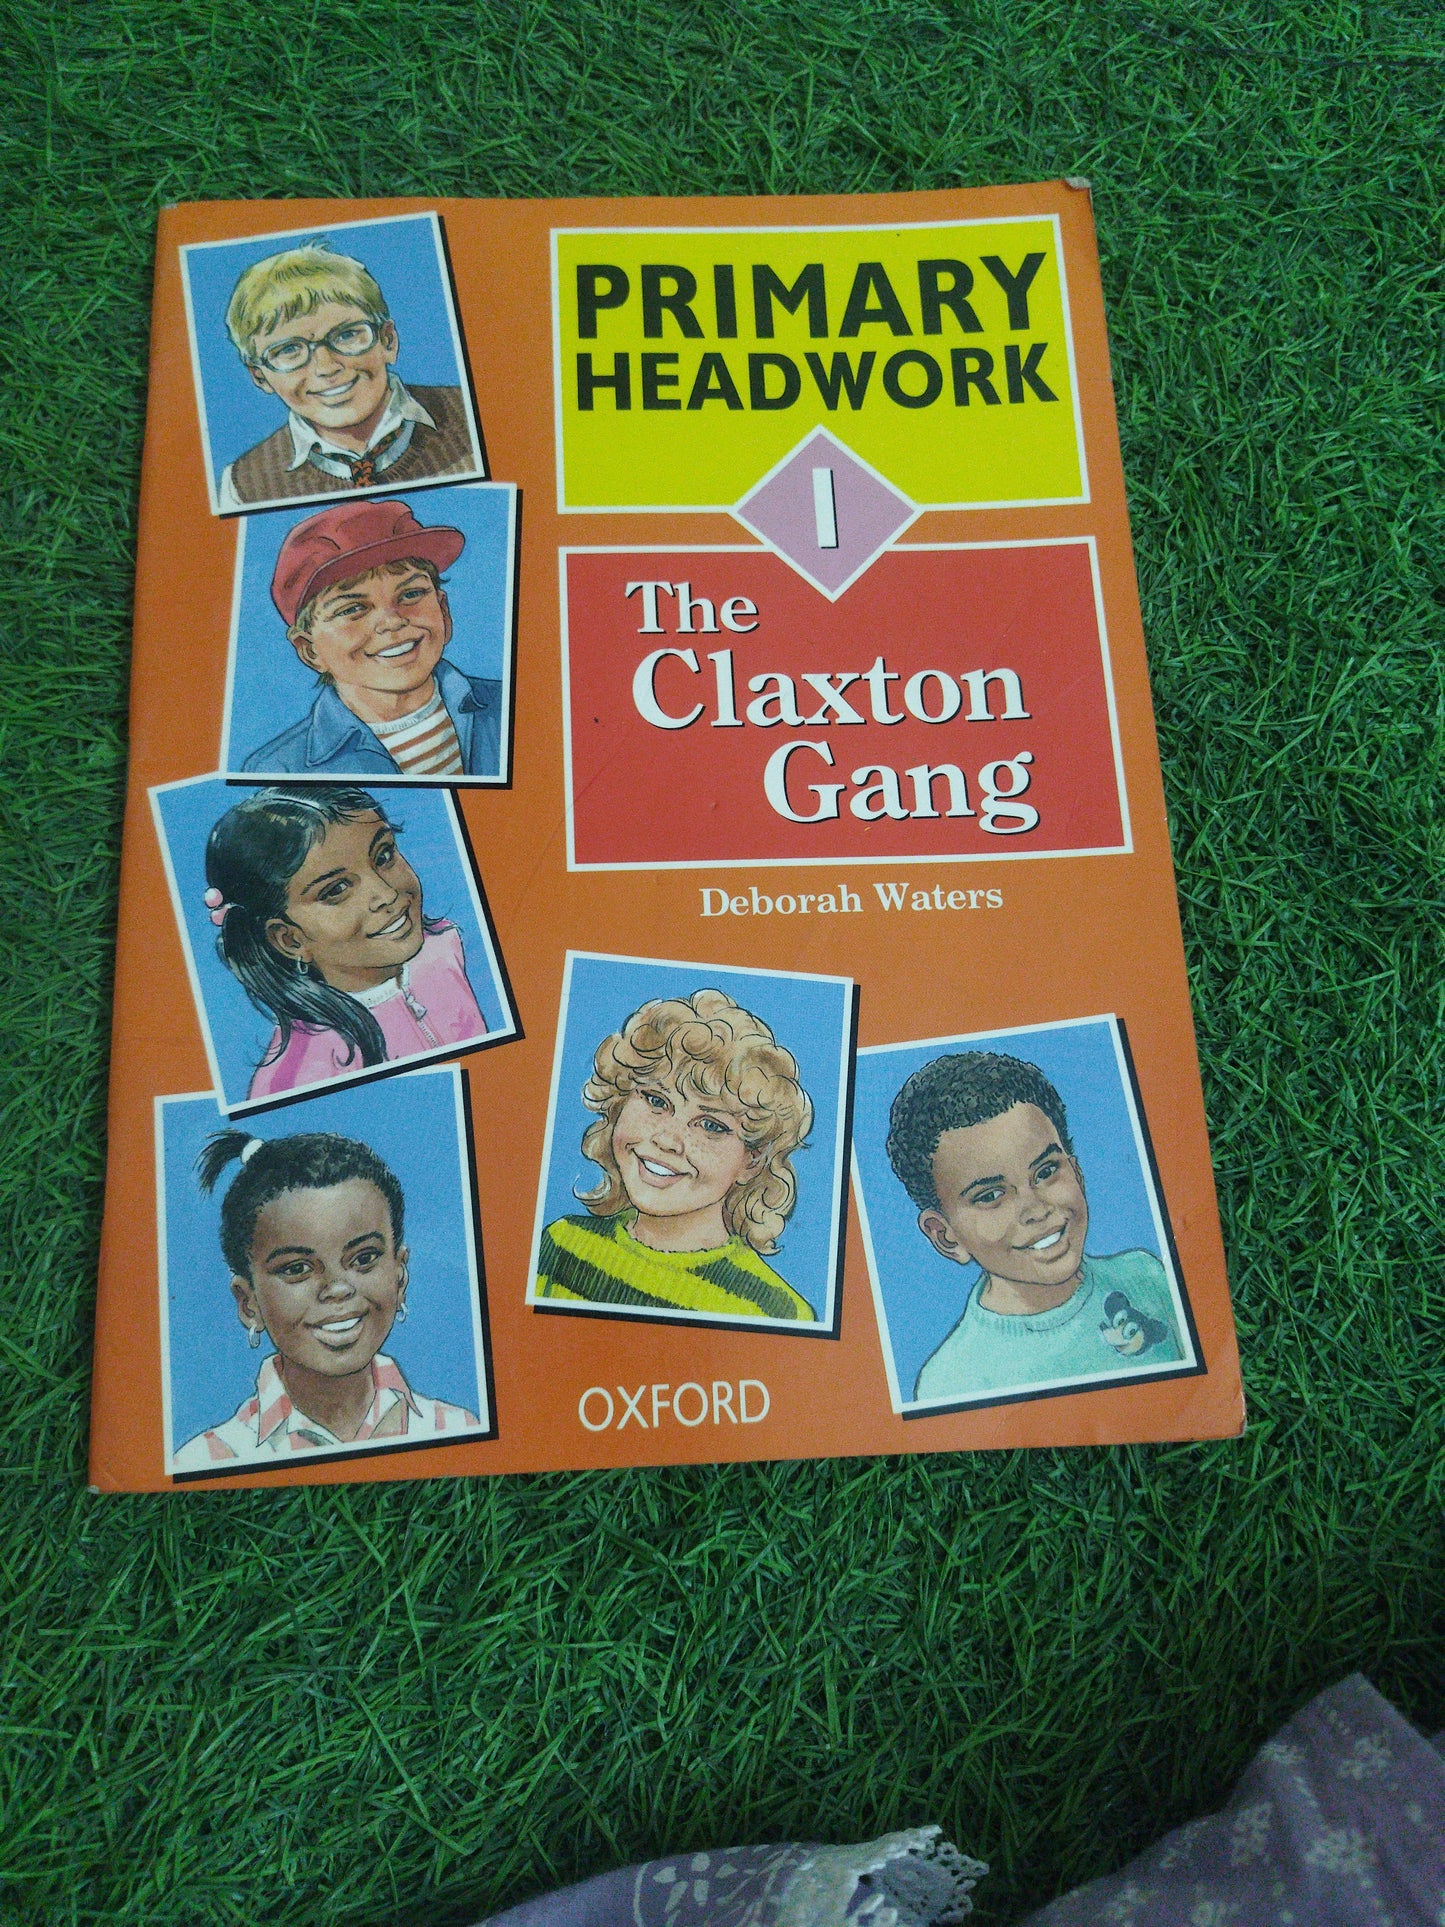 PRIMARY
HEADWORK
1
The
Claxton
Gang
Deborah Waters
OXFORD